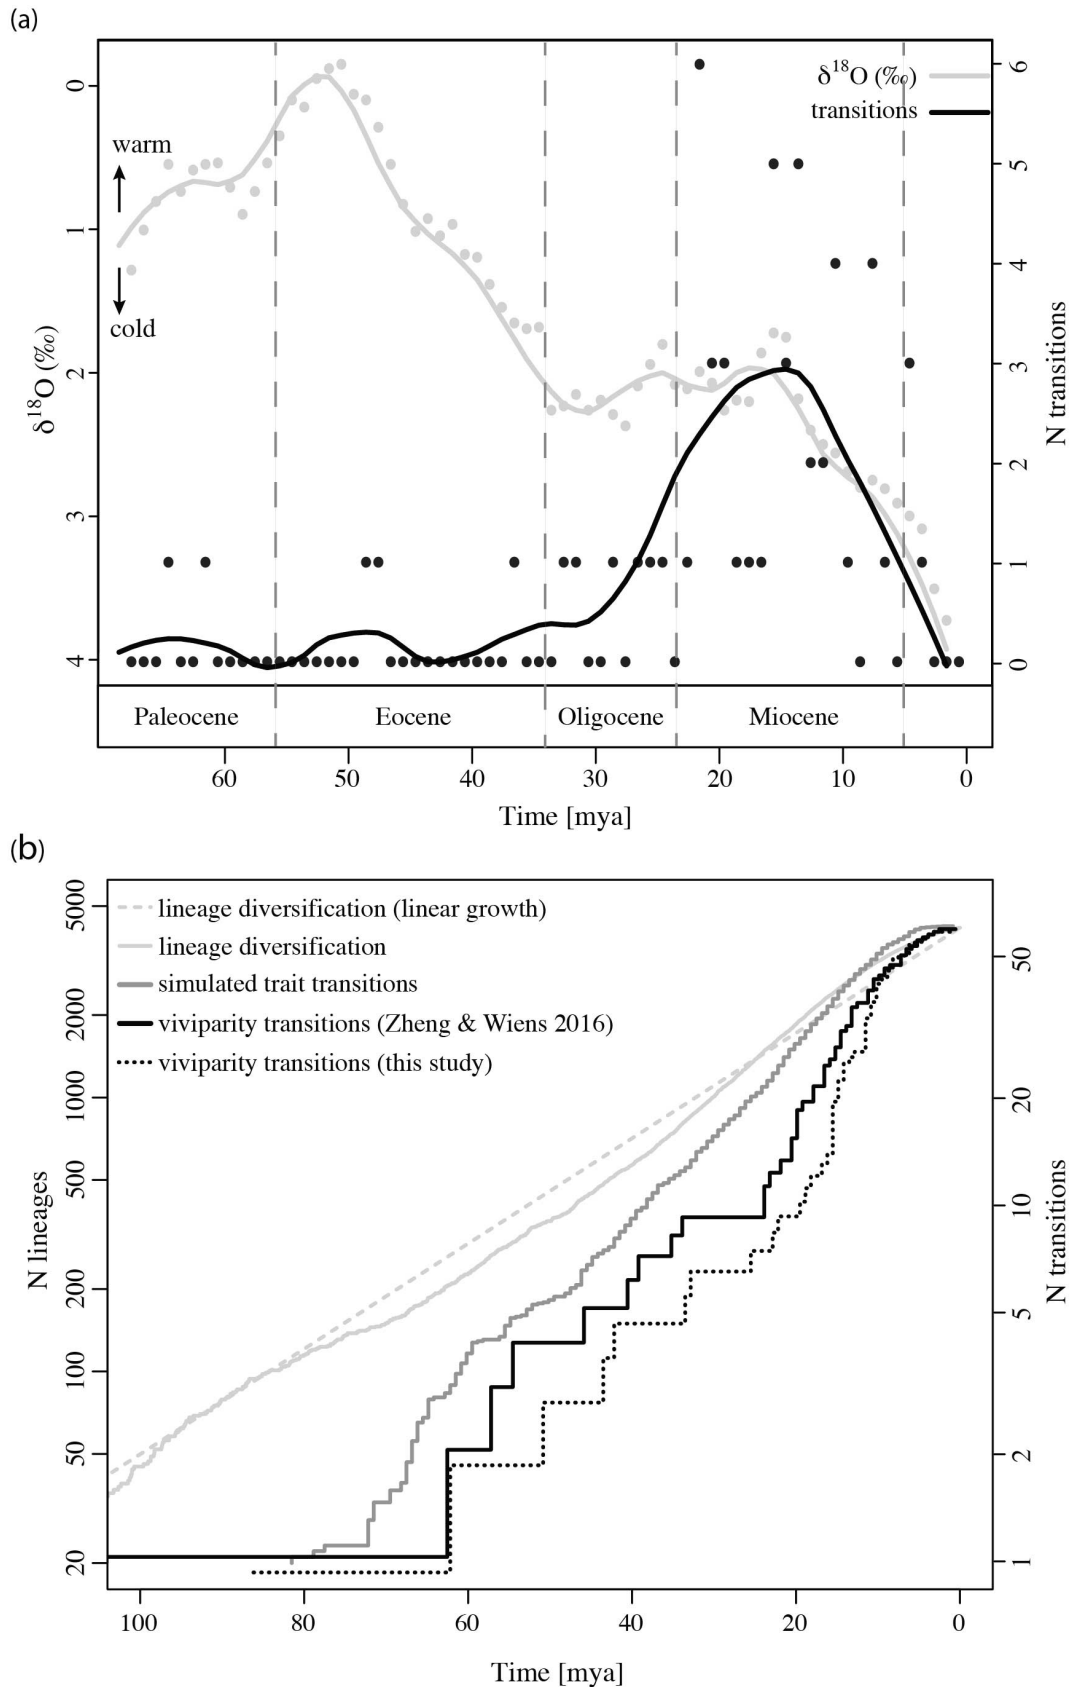 (a)
δ18O (‰)
transitions
warm
cold
0
1
2
3
4
δ18O (‰)
6
5
4
3
2
1
0
N transitions
Paleocene Eocene Oligocene Miocene
60 50 40 30 20 10 0
Time [mya]
(b)
lineage diversification (linear growth)
lineage diversification
simulated trait transitions
viviparity transitions (Zheng & Wiens 2016)
viviparity transitions (this study)
5000
2000
1000
500
200
100
50
20
N lineages
50
20
10
5
2
1
N transitions
100 80 60 40 20 0
Time [mya]